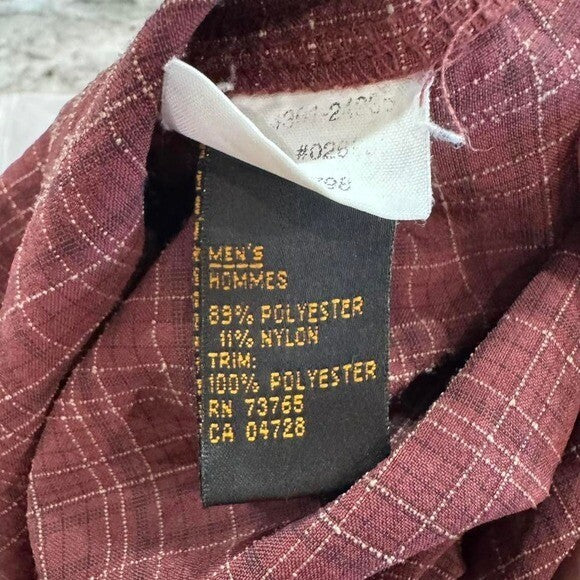 MEN'S
HOMMES
89% POLYESTER
11% NYLON
TRIM:
100% POLYESTER
RN 73765
CA 04728